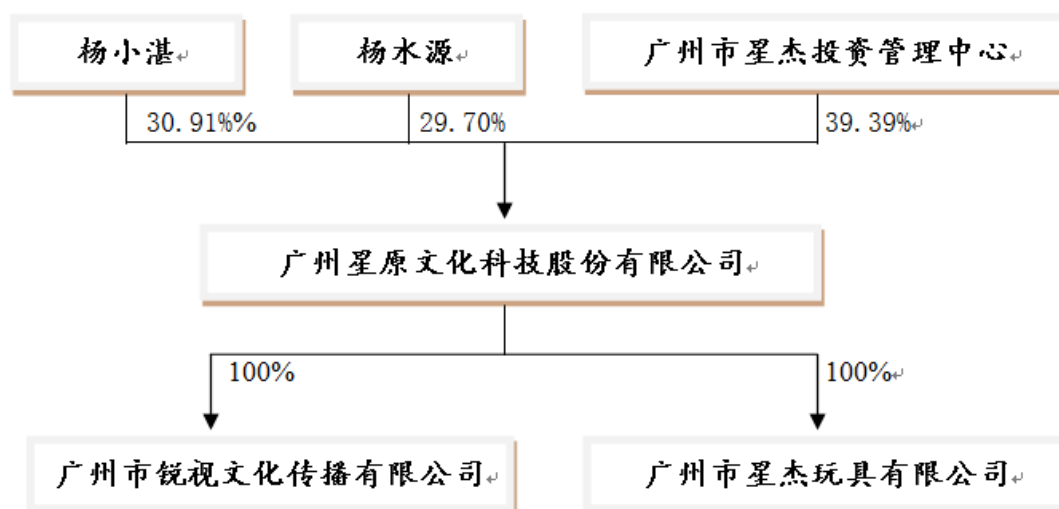 杨小湛
杨水源
广州市星杰投资管理中心
30.91%%
29.70%
39.39%
广州星原文化科技股份有限公司
100%
100%
广州市锐视文化传播有限公司
广州市星杰玩具有限公司